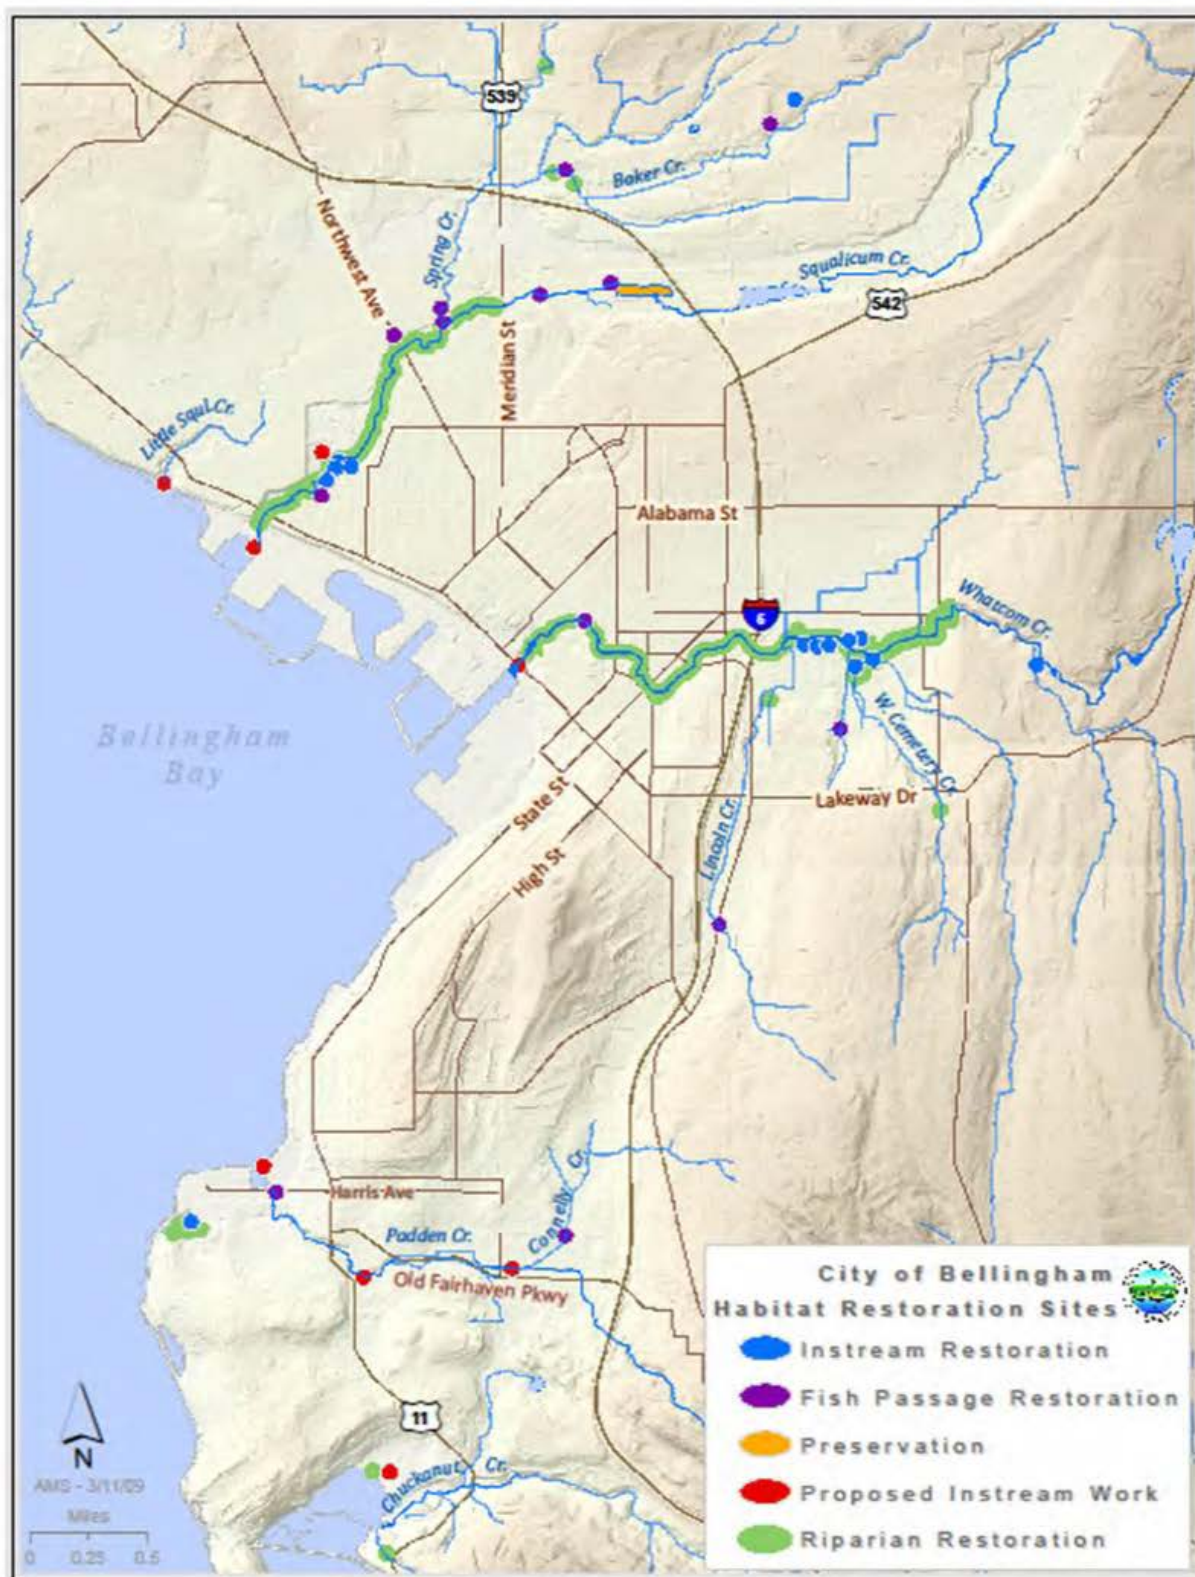 539
Baker Cr.
Northwest Ave
Spring Cr.
Squalicum Cr.
542
Meridian St
Little Squl.Cr.
Alabama St
6
Whatcom Cr.
Bellingham
Bay
W. Cemetery Cr.
State St
Lincoln Cr.
Lakeway Dr
High St
Harris Ave
Connelly Cr.
Padden Cr.
Old Fairhaven Pkwy
11
Chuckanut Cr.
N
AMS - 3/11/09
Miles
0 0.25 0.5
City of Bellingham
Habitat Restoration Sites
Instream Restoration
Fish Passage Restoration
Preservation
Proposed Instream Work
Riparian Restoration